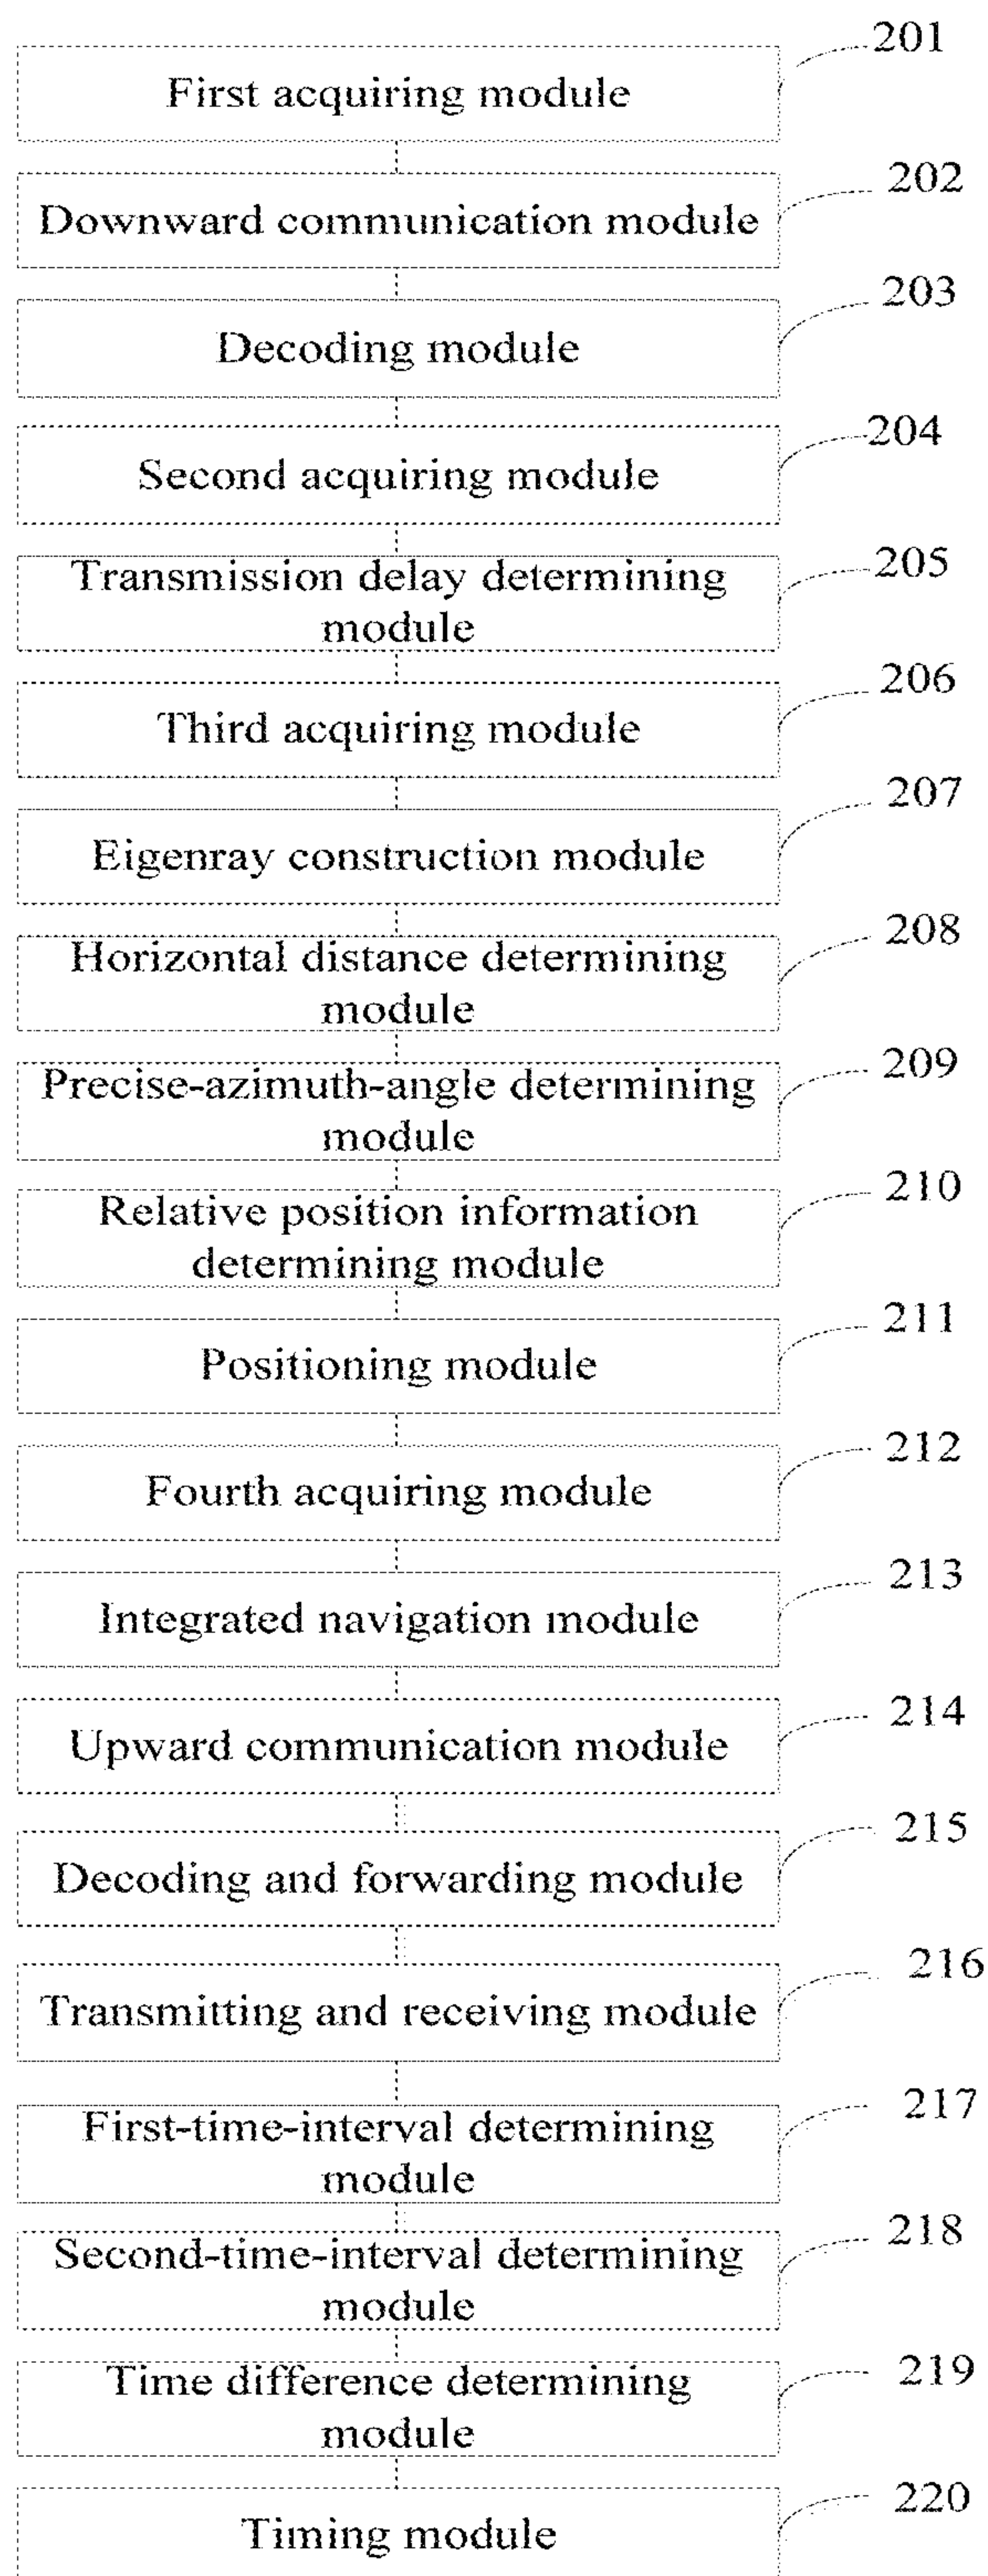 201
First acquiring module
202
Downward communication module
203
Decoding module
204
Second acquiring module
205
Transmission delay determining
module
206
Third acquiring module
207
Eigenray construction module
208
Horizontal distance determining
module
209
Precise-azimuth-angle determining
module
210
Relative position information
determining module
211
Positioning module
212
Fourth acquiring module
213
Integrated navigation module
214
Upward communication module
215
Decoding and forwarding module
216
Transmitting and receiving module
217
First-time-interval determining
module
218
Second-time-interval determining
module
219
Time difference determining
module
220
Timing module